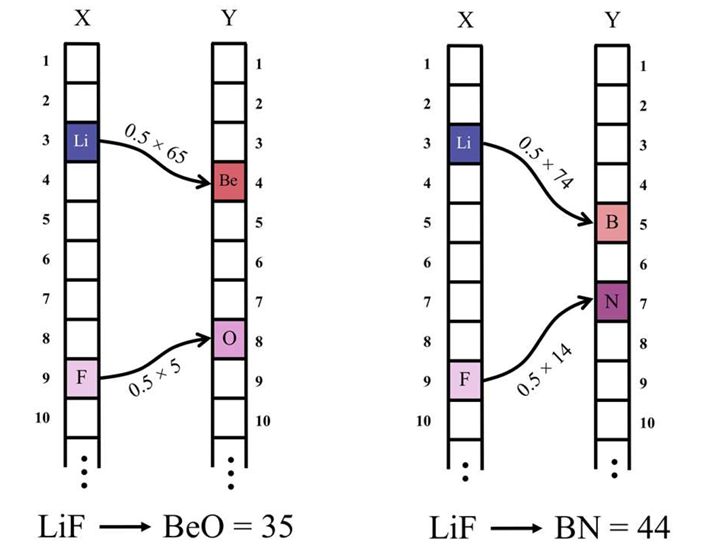 X Y
1 1
2 2
3 Li 0.5 × 65 3
4 Be 4
5 5
6 6
7 7
8 O 8
9 F 0.5 × 5 9
10 10
LiF ⟶ BeO = 35
X Y
1 1
2 2
3 Li 0.5 × 74 3
4 4
5 B 5
6 6
7 N 7
8 8
9 F 0.5 × 14 9
10 10
LiF ⟶ BN = 44